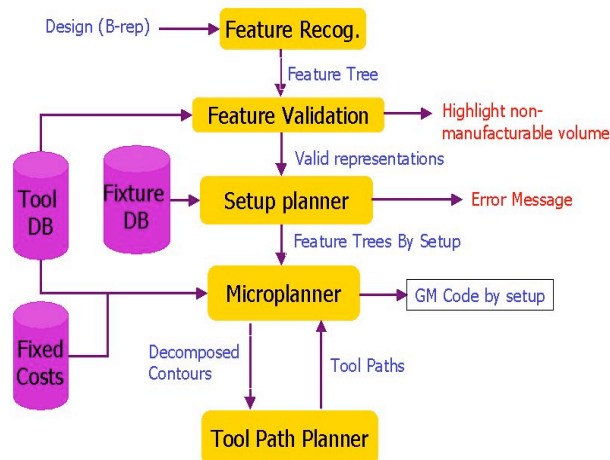 Design (B-rep)
Feature Recog.
Feature Tree
Feature Validation
Highlight non-
manufacturable volume
Valid representations
Tool
DB
Fixture
DB
Setup planner
Error Message
Feature Trees By Setup
Microplanner
GM Code by setup
Fixed
Costs
Decomposed
Contours
Tool Paths
Tool Path Planner